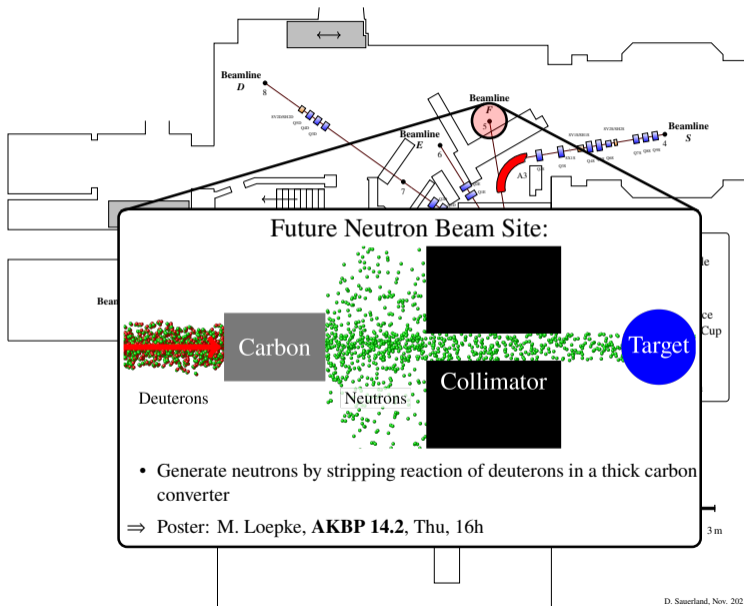 Beamline
D
8
Beamline
F
5
Beamline
E
6
Beamline
S
4
A3
7
Future Neutron Beam Site:
Carbon
Target
Deuterons
Neutrons
Collimator
Cup
• Generate neutrons by stripping reaction of deuterons in a thick carbon
converter
⇒ Poster: M. Loepke, AKBP 14.2, Thu, 16h
3 m
D. Sauerland, Nov. 202